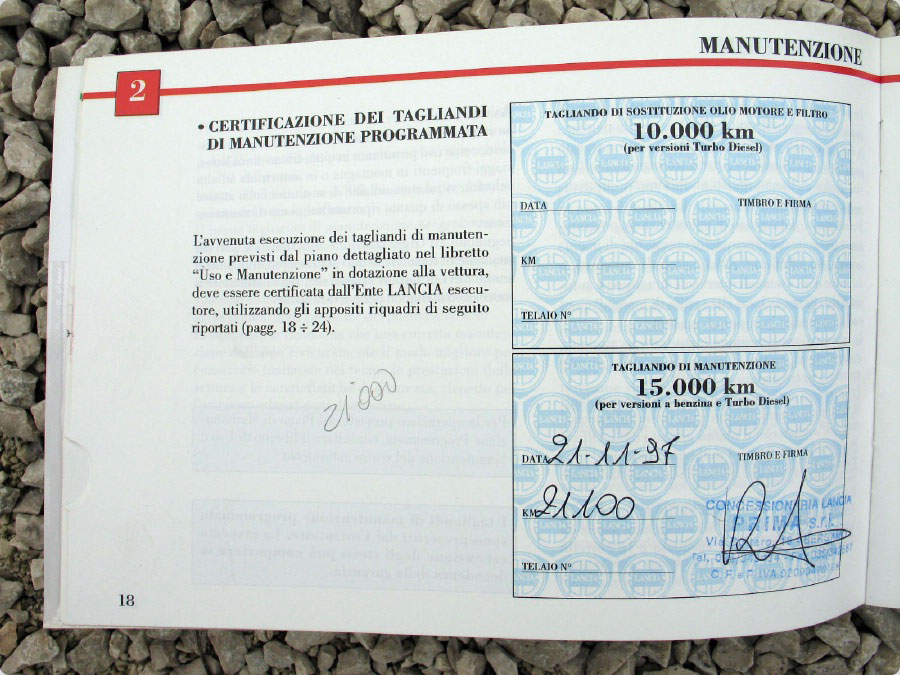 MANUTENZIONE
2
• CERTIFICAZIONE DEI TAGLIANDI
DI MANUTENZIONE PROGRAMMATA
L'avvenuta esecuzione dei tagliandi di manuten-
zione previsti dal piano dettagliato nel libretto
“Uso e Manutenzione” in dotazione alla vettura,
deve essere certificata dall'Ente LANCIA esecu-
tore, utilizzando gli appositi riquadri di seguito
riportati (pagg. 18 ÷ 24).
21000
18
TAGLIANDO DI SOSTITUZIONE OLIO MOTORE E FILTRO
10.000 km
(per versioni Turbo Diesel)
DATA TIMBRO E FIRMA
KM
TELAIO N°
TAGLIANDO DI MANUTENZIONE
15.000 km
(per versioni a benzina e Turbo Diesel)
DATA 21-11-97 TIMBRO E FIRMA
KM 21100
CONCESSIONARIA LANCIA
PRIMA s.r.l.
TELAIO N°